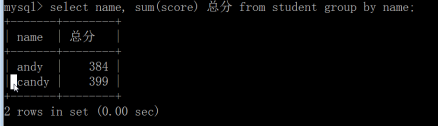 mysql> select name, sum(score) 总分 from student group by name;
+-------+--------+
| name | 总分 |
+-------+--------+
| andy | 384 |
| candy | 399 |
+-------+--------+
2 rows in set (0.00 sec)